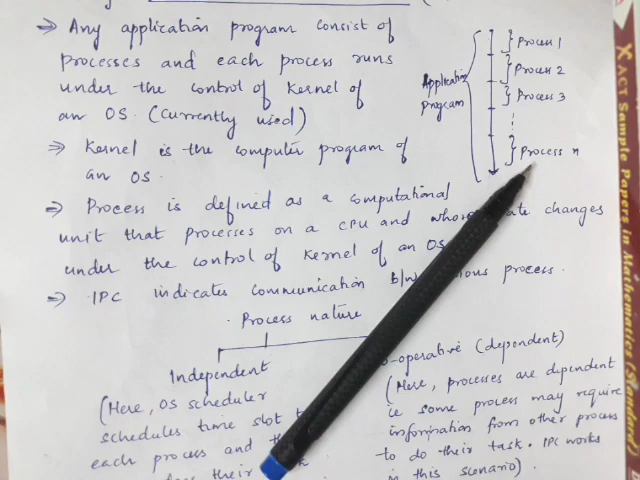 ⇒ Any application program consist of
processes and each process runs
under the control of kernel of
an OS. (Currently used)
⇒ Kernel is the computer program of
an OS.
⇒ Process is defined as a computational
unit that processes on a CPU and changes
under the control of kernel of an OS
⇒ IPC indicates communication b/w process.
Application
program
Process 1
Process 2
Process 3
Process n
Process nature
Independent
(Here, OS scheduler
schedules time slot
each process and
their
-operative (dependent)
(Here, processes are dependent
ie some process may require
information from other process
to do their task. IPC works
in this scenario).
X ACT Sample Papers in Mathematics (Standard)